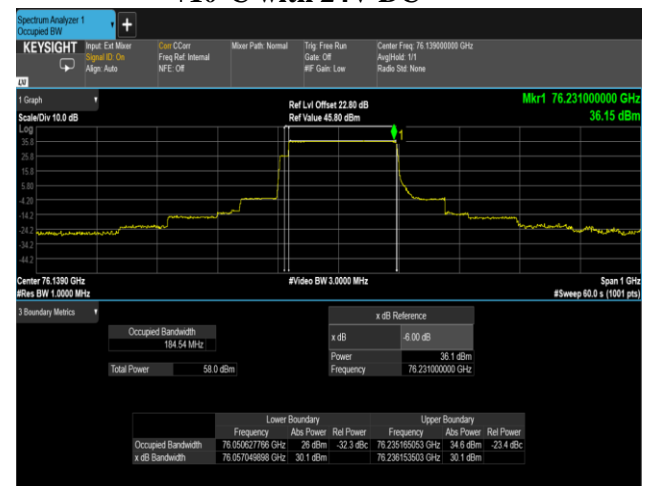 +10°C with 24V DC
Spectrum Analyzer 1
Occupied BW
KEYSIGHT Input: Ext Mixer Corr CCorr Mixer Path: Normal Trig: Free Run Center Freq: 76.139000000 GHz
Signal ID: On Freq Ref: Internal Gate: Off Avg|Hold: 1/1
Align: Auto NFE: Off #IF Gain: Low Radio Std: None
LXI
1 Graph Ref Lvl Offset 22.80 dB Mkr1 76.231000000 GHz
Scale/Div 10.0 dB Ref Value 45.80 dBm 36.15 dBm
Log
1
35.8
25.8
15.8
5.80
-4.20
-14.2
-24.2
-34.2
-44.2
Center 76.1390 GHz #Video BW 3.0000 MHz Span 1 GHz
#Res BW 1.0000 MHz #Sweep 60.0 s (1001 pts)
3 Boundary Metrics
x dB Reference
Occupied Bandwidth
184.54 MHz
x dB -6.00 dB
Power 36.1 dBm
Total Power 58.0 dBm Frequency 76.231000000 GHz
Lower Boundary Upper Boundary
Frequency Abs Power Rel Power Frequency Abs Power Rel Power
Occupied Bandwidth 76.050627766 GHz 26 dBm -32.3 dBc 76.235165053 GHz 34.6 dBm -23.4 dBc
x dB Bandwidth 76.057049898 GHz 30.1 dBm 76.236153503 GHz 30.1 dBm